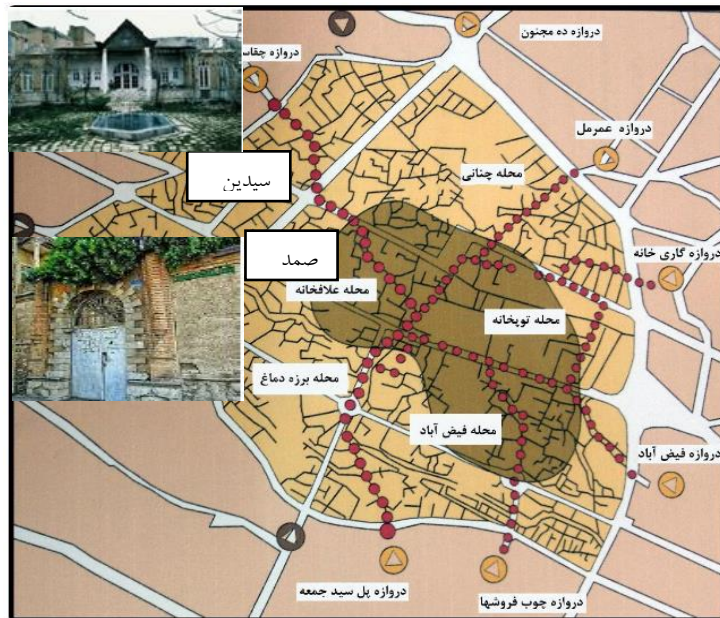 دروازه ده مجنون
دروازه چقاس
دروازه عمرمل
محله چنانی
سیدین
صمد
دروازه گاری خانه
محله علافخانه
محله توپخانه
محله برزه دماغ
محله فیض آباد
دروازه فیض آباد
دروازه پل سید جمعه
دروازه چوب فروشها